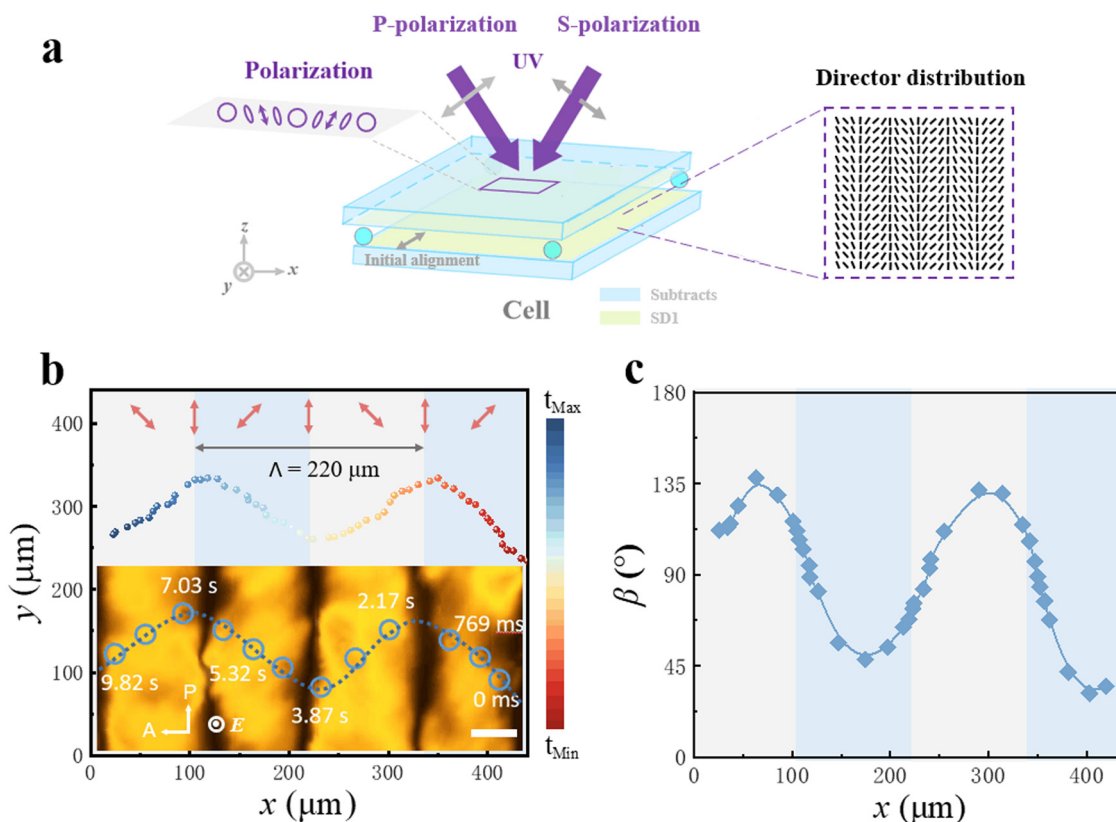 a
P-polarization
S-polarization
UV
Polarization
Director distribution
z
x
y
Initial alignment
Cell
Subtracts
SD1
b
400
300
200
100
0
y (μm)
Λ = 220 μm
7.03 s
2.17 s
769 ms
9.82 s
5.32 s
3.87 s
0 ms
P
A
E
0
100
200
300
400
x (μm)
tMax
tMin
c
180
135
90
45
0
β (°)
0
100
200
300
400
x (μm)